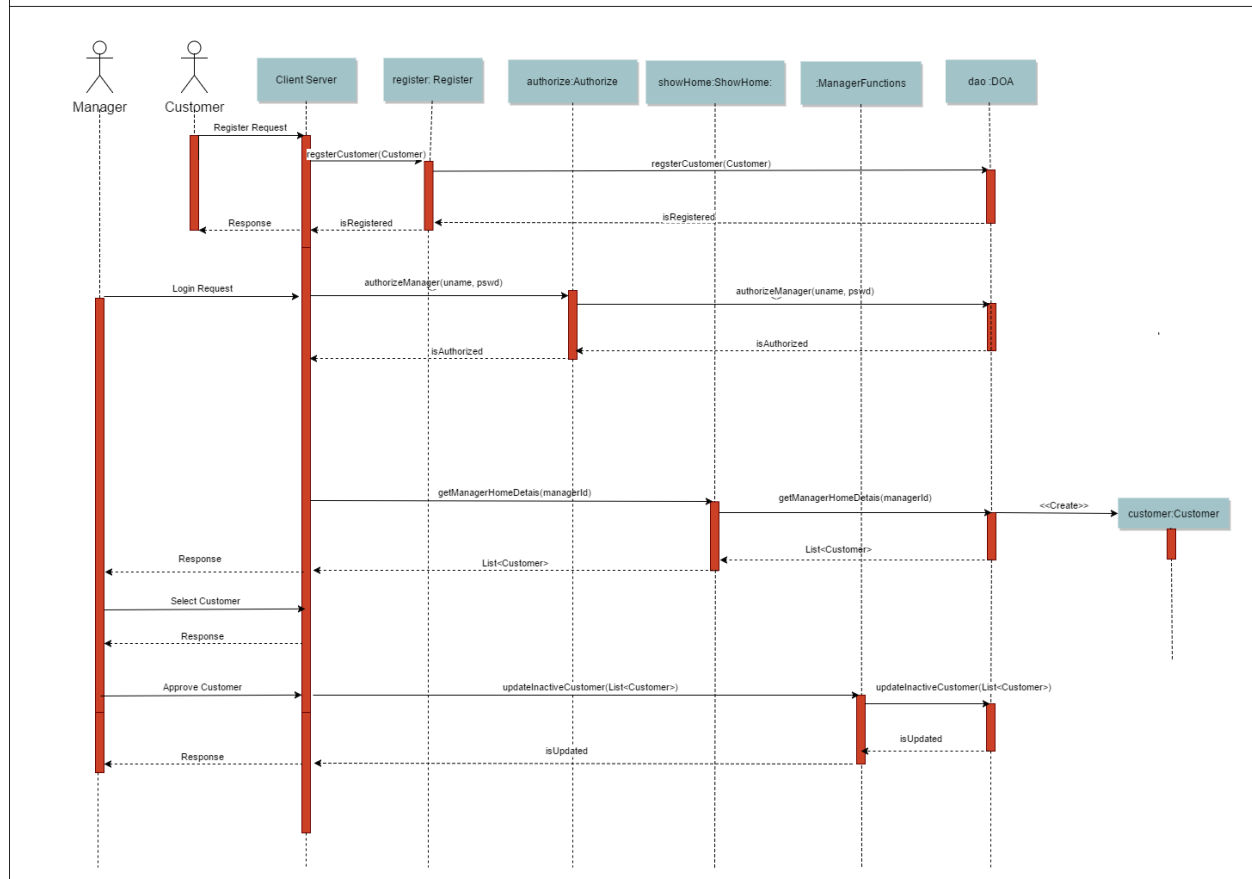 Manager
Customer
Client Server
register: Register
authorize:Authorize
showHome:ShowHome:
:ManagerFunctions
dao :DOA
Register Request
regsterCustomer(Customer)
regsterCustomer(Customer)
isRegistered
isRegistered
Response
Login Request
authorizeManager(uname, pswd)
authorizeManager(uname, pswd)
isAuthorized
isAuthorized
getManagerHomeDetais(managerId)
getManagerHomeDetais(managerId)
<<Create>>
customer:Customer
List<Customer>
List<Customer>
Response
Select Customer
Response
Approve Customer
updateInactiveCustomer(List<Customer>)
updateInactiveCustomer(List<Customer>)
isUpdated
isUpdated
Response